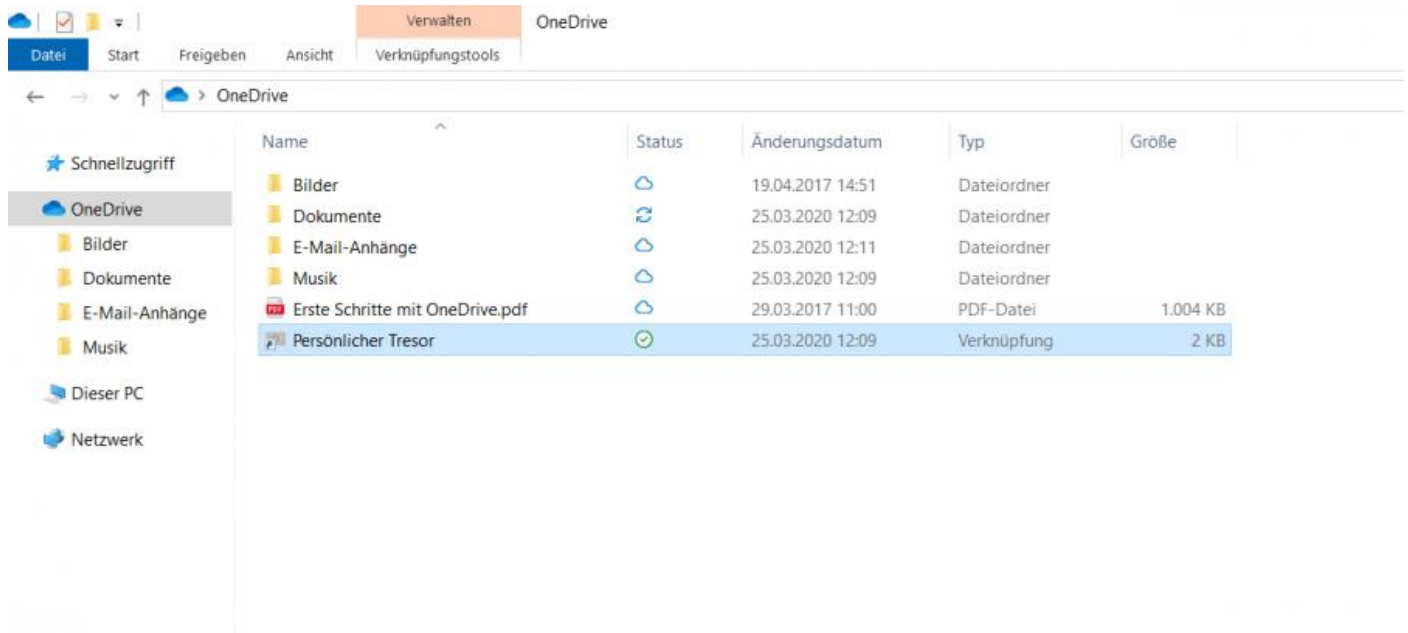 Verwalten OneDrive
Datei Start Freigeben Ansicht Verknüpfungstools
> OneDrive
Name Status Änderungsdatum Typ Größe
Schnellzugriff
OneDrive
Bilder
Dokumente
E-Mail-Anhänge
Musik
Dieser PC
Netzwerk
Bilder 19.04.2017 14:51 Dateiordner
Dokumente 25.03.2020 12:09 Dateiordner
E-Mail-Anhänge 25.03.2020 12:11 Dateiordner
Musik 25.03.2020 12:09 Dateiordner
PDF Erste Schritte mit OneDrive.pdf 29.03.2017 11:00 PDF-Datei 1.004 KB
Persönlicher Tresor 25.03.2020 12:09 Verknüpfung 2 KB